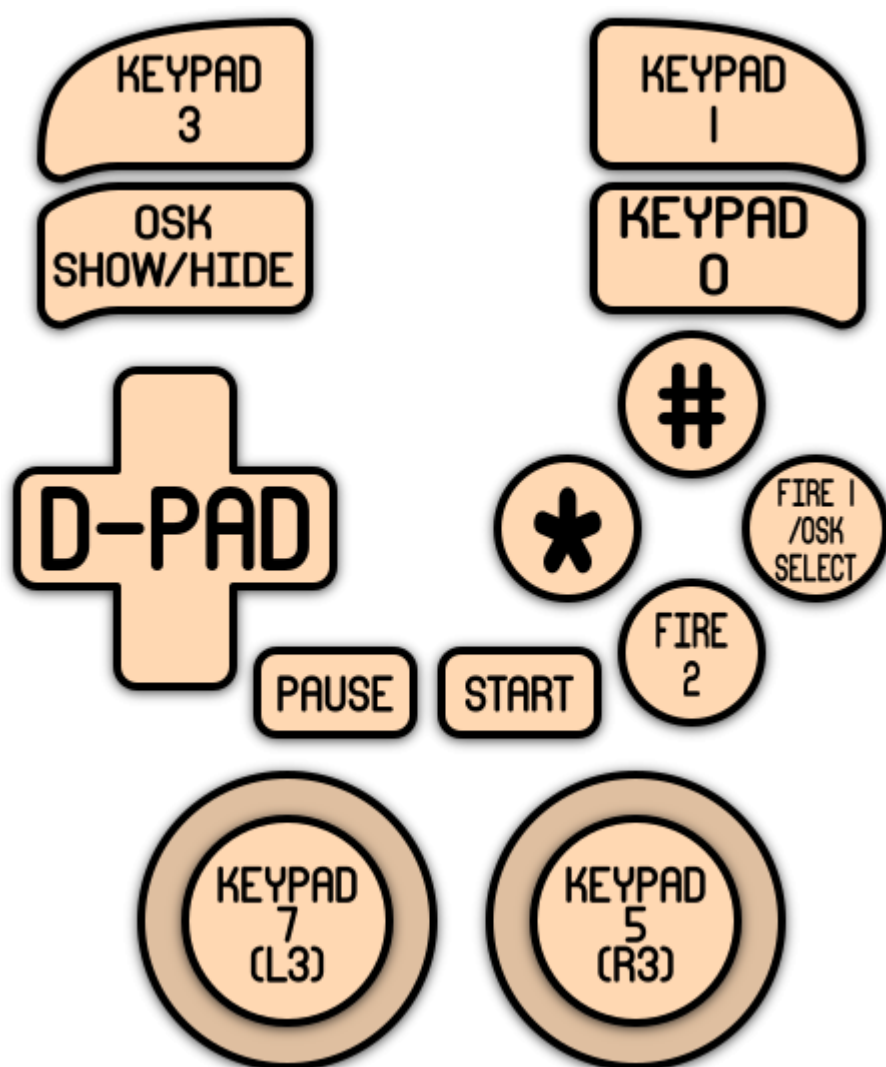 KEYPAD
3
KEYPAD
1
OSK
SHOW/HIDE
KEYPAD
0
#
D-PAD
*
FIRE 1
/OSK
SELECT
FIRE
2
PAUSE
START
KEYPAD
7
(L3)
KEYPAD
5
(R3)